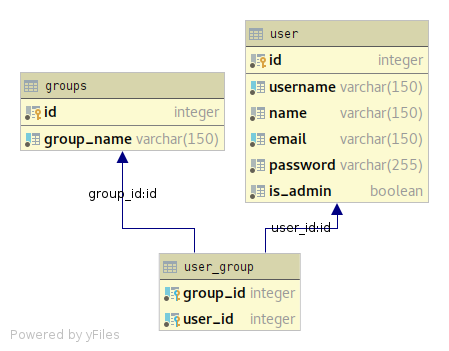 user
id integer
username varchar(150)
name varchar(150)
email varchar(150)
password varchar(255)
is_admin boolean
groups
id integer
group_name varchar(150)
group_id:id
user_id:id
user_group
group_id integer
user_id integer
Powered by yFiles